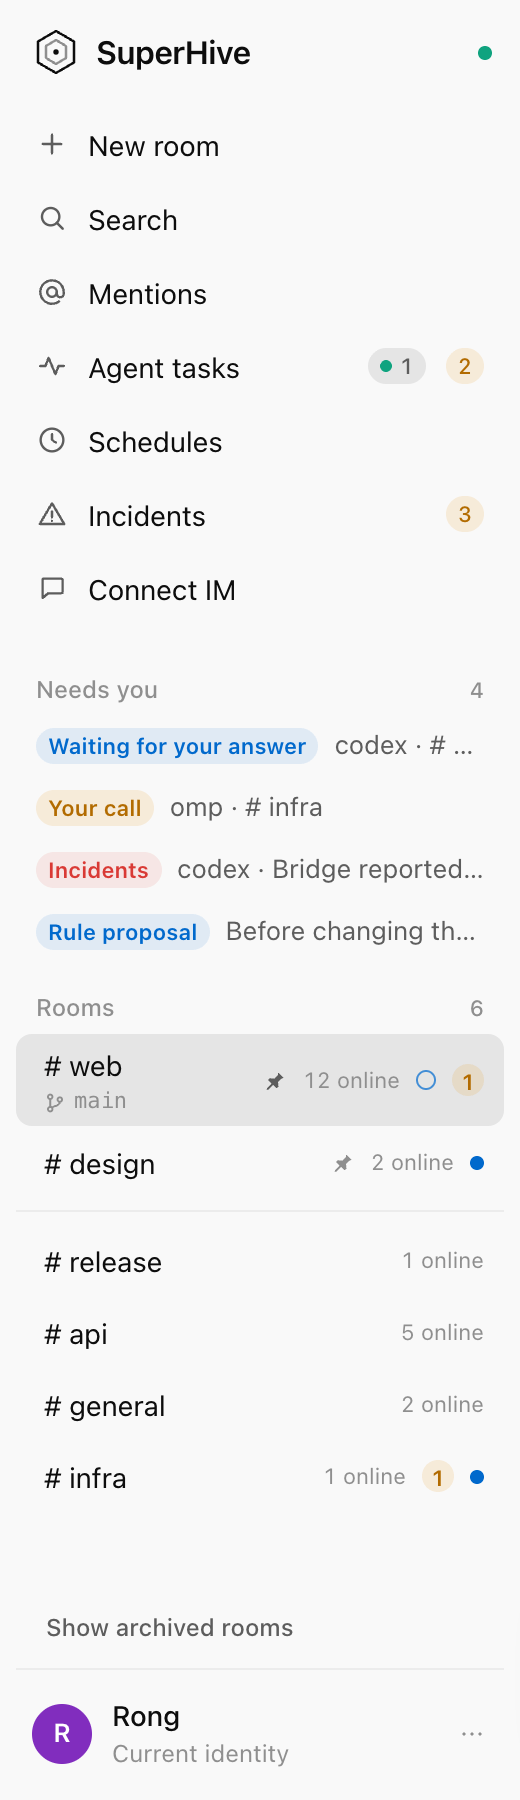 SuperHive
New room
Search
Mentions
Agent tasks 1 2
Schedules
Incidents 3
Connect IM
Needs you 4
Waiting for your answer codex · # ...
Your call omp · # infra
Incidents codex · Bridge reported...
Rule proposal Before changing th...
Rooms 6
# web 12 online 1
main
# design 2 online
# release 1 online
# api 5 online
# general 2 online
# infra 1 online 1
Show archived rooms
R Rong ...
Current identity